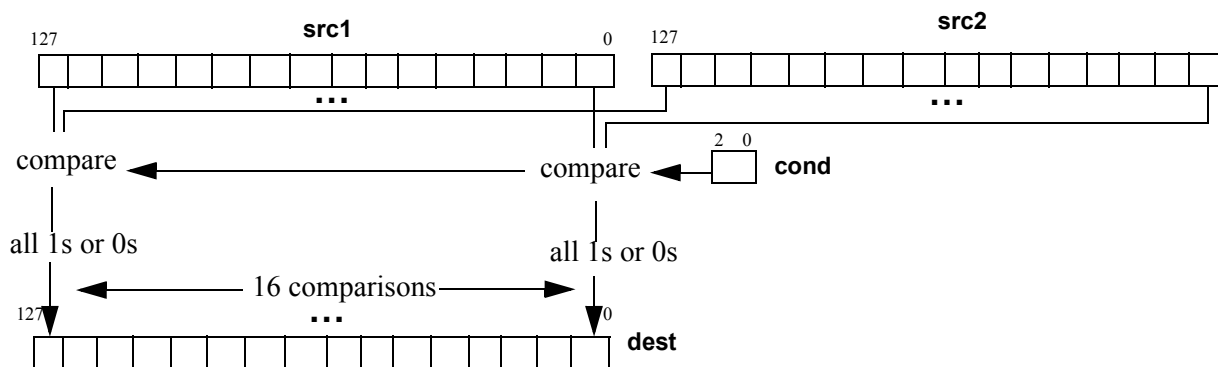 src1
src2
127 0 127
... ...
2 0
compare compare cond
all 1s or 0s all 1s or 0s
16 comparisons
127 ... 0
dest